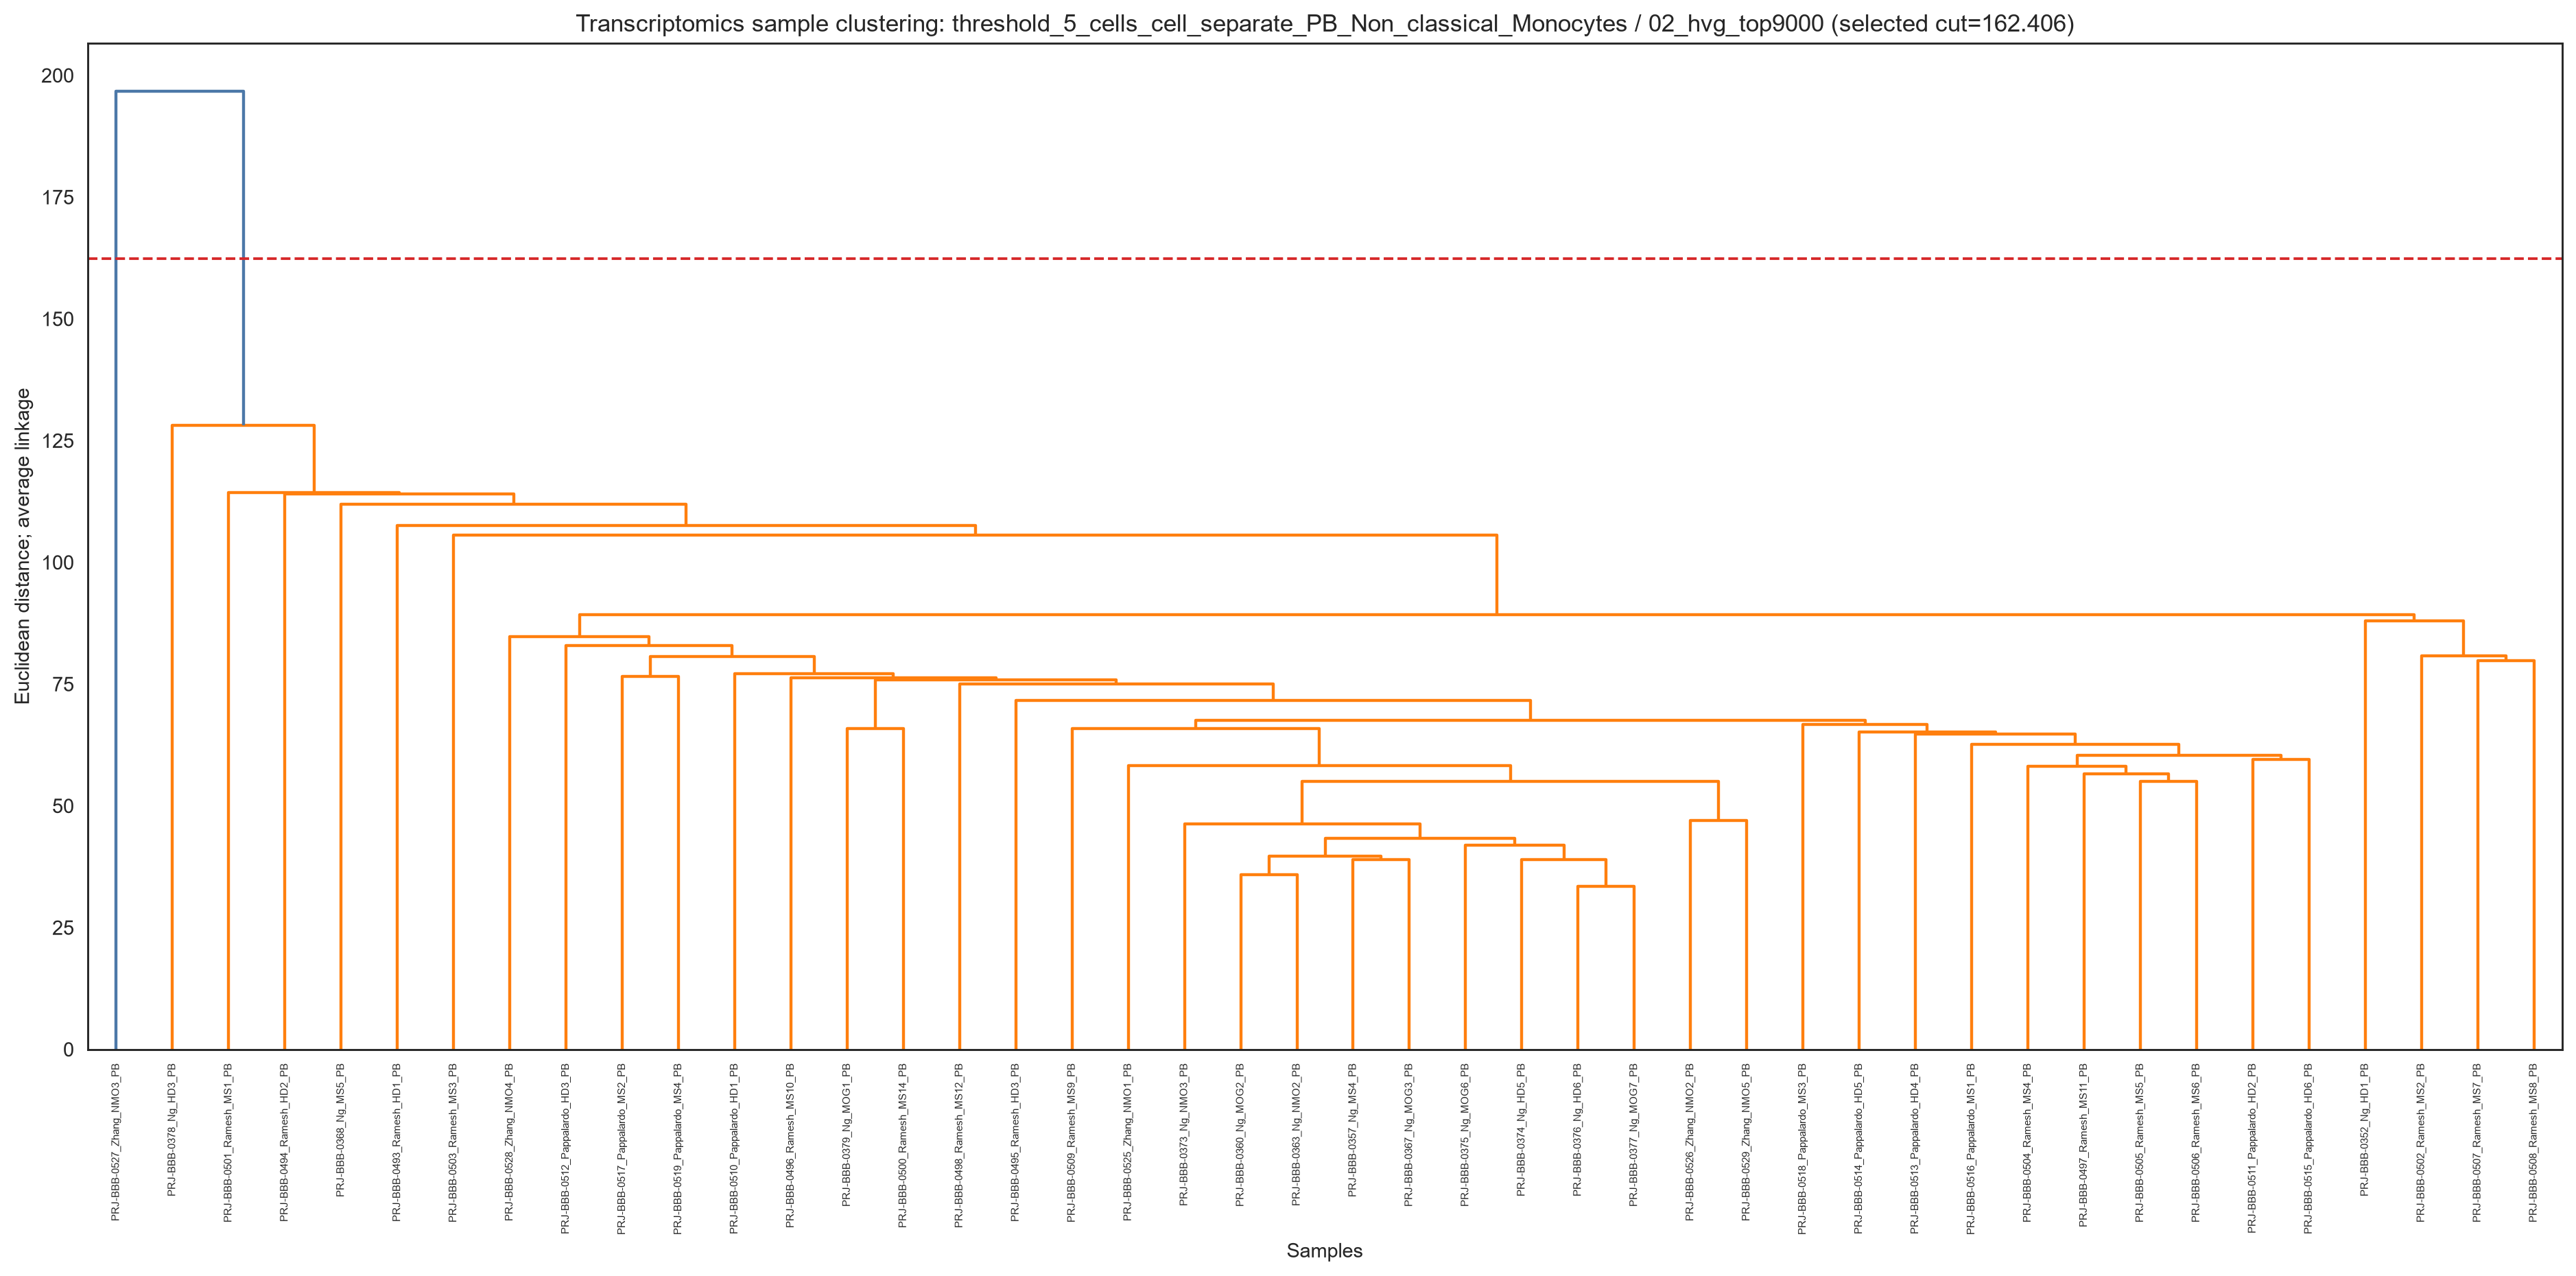 Transcriptomics sample clustering: threshold_5_cells_cell_separate_PB_Non_classical_Monocytes / 02_hvg_top9000 (selected cut=162.406)
Euclidean distance; average linkage
200
175
150
125
100
75
50
25
0
PRJ-BBB-0527_Zhang_NMO3_PB
PRJ-BBB-0378_Ng_HD3_PB
PRJ-BBB-0501_Ramesh_MS1_PB
PRJ-BBB-0494_Ramesh_HD2_PB
PRJ-BBB-0368_Ng_MS5_PB
PRJ-BBB-0493_Ramesh_HD1_PB
PRJ-BBB-0503_Ramesh_MS3_PB
PRJ-BBB-0528_Zhang_NMO4_PB
PRJ-BBB-0512_Pappalardo_HD3_PB
PRJ-BBB-0517_Pappalardo_MS2_PB
PRJ-BBB-0519_Pappalardo_MS4_PB
PRJ-BBB-0510_Pappalardo_HD1_PB
PRJ-BBB-0496_Ramesh_MS10_PB
PRJ-BBB-0379_Ng_MOG1_PB
PRJ-BBB-0500_Ramesh_MS14_PB
PRJ-BBB-0498_Ramesh_MS12_PB
PRJ-BBB-0495_Ramesh_HD3_PB
PRJ-BBB-0509_Ramesh_MS9_PB
PRJ-BBB-0525_Zhang_NMO1_PB
PRJ-BBB-0373_Ng_NMO3_PB
PRJ-BBB-0360_Ng_MOG2_PB
PRJ-BBB-0363_Ng_NMO2_PB
PRJ-BBB-0357_Ng_MS4_PB
PRJ-BBB-0367_Ng_MOG3_PB
PRJ-BBB-0375_Ng_MOG6_PB
PRJ-BBB-0374_Ng_HD5_PB
PRJ-BBB-0376_Ng_HD6_PB
PRJ-BBB-0377_Ng_MOG7_PB
PRJ-BBB-0526_Zhang_NMO2_PB
PRJ-BBB-0529_Zhang_NMO5_PB
PRJ-BBB-0518_Pappalardo_MS3_PB
PRJ-BBB-0514_Pappalardo_HD5_PB
PRJ-BBB-0513_Pappalardo_HD4_PB
PRJ-BBB-0516_Pappalardo_MS1_PB
PRJ-BBB-0504_Ramesh_MS4_PB
PRJ-BBB-0497_Ramesh_MS11_PB
PRJ-BBB-0505_Ramesh_MS5_PB
PRJ-BBB-0506_Ramesh_MS6_PB
PRJ-BBB-0511_Pappalardo_HD2_PB
PRJ-BBB-0515_Pappalardo_HD6_PB
PRJ-BBB-0352_Ng_HD1_PB
PRJ-BBB-0502_Ramesh_MS2_PB
PRJ-BBB-0507_Ramesh_MS7_PB
PRJ-BBB-0508_Ramesh_MS8_PB
Samples